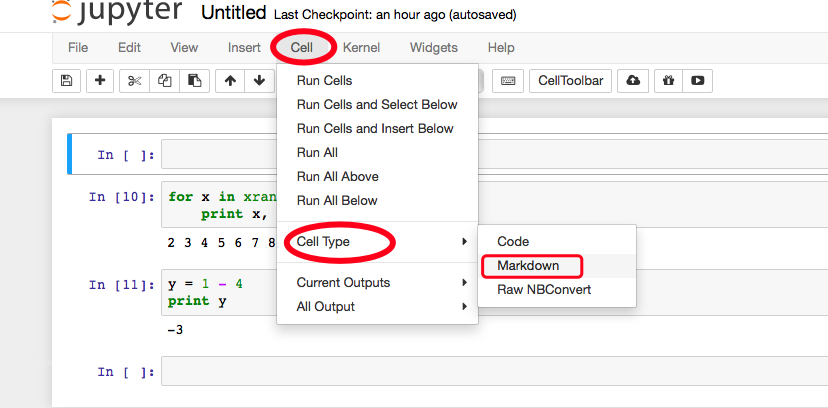 jupyter Untitled Last Checkpoint: an hour ago (autosaved)
File Edit View Insert Cell Kernel Widgets Help
CellToolbar
Run Cells
Run Cells and Select Below
Run Cells and Insert Below
Run All
Run All Above
Run All Below
Cell Type
Code
Markdown
Raw NBConvert
Current Outputs
All Output
In [ ]:
In [10]: for x in xran
print x,
2 3 4 5 6 7 8
In [11]: y = 1 - 4
print y
-3
In [ ]: